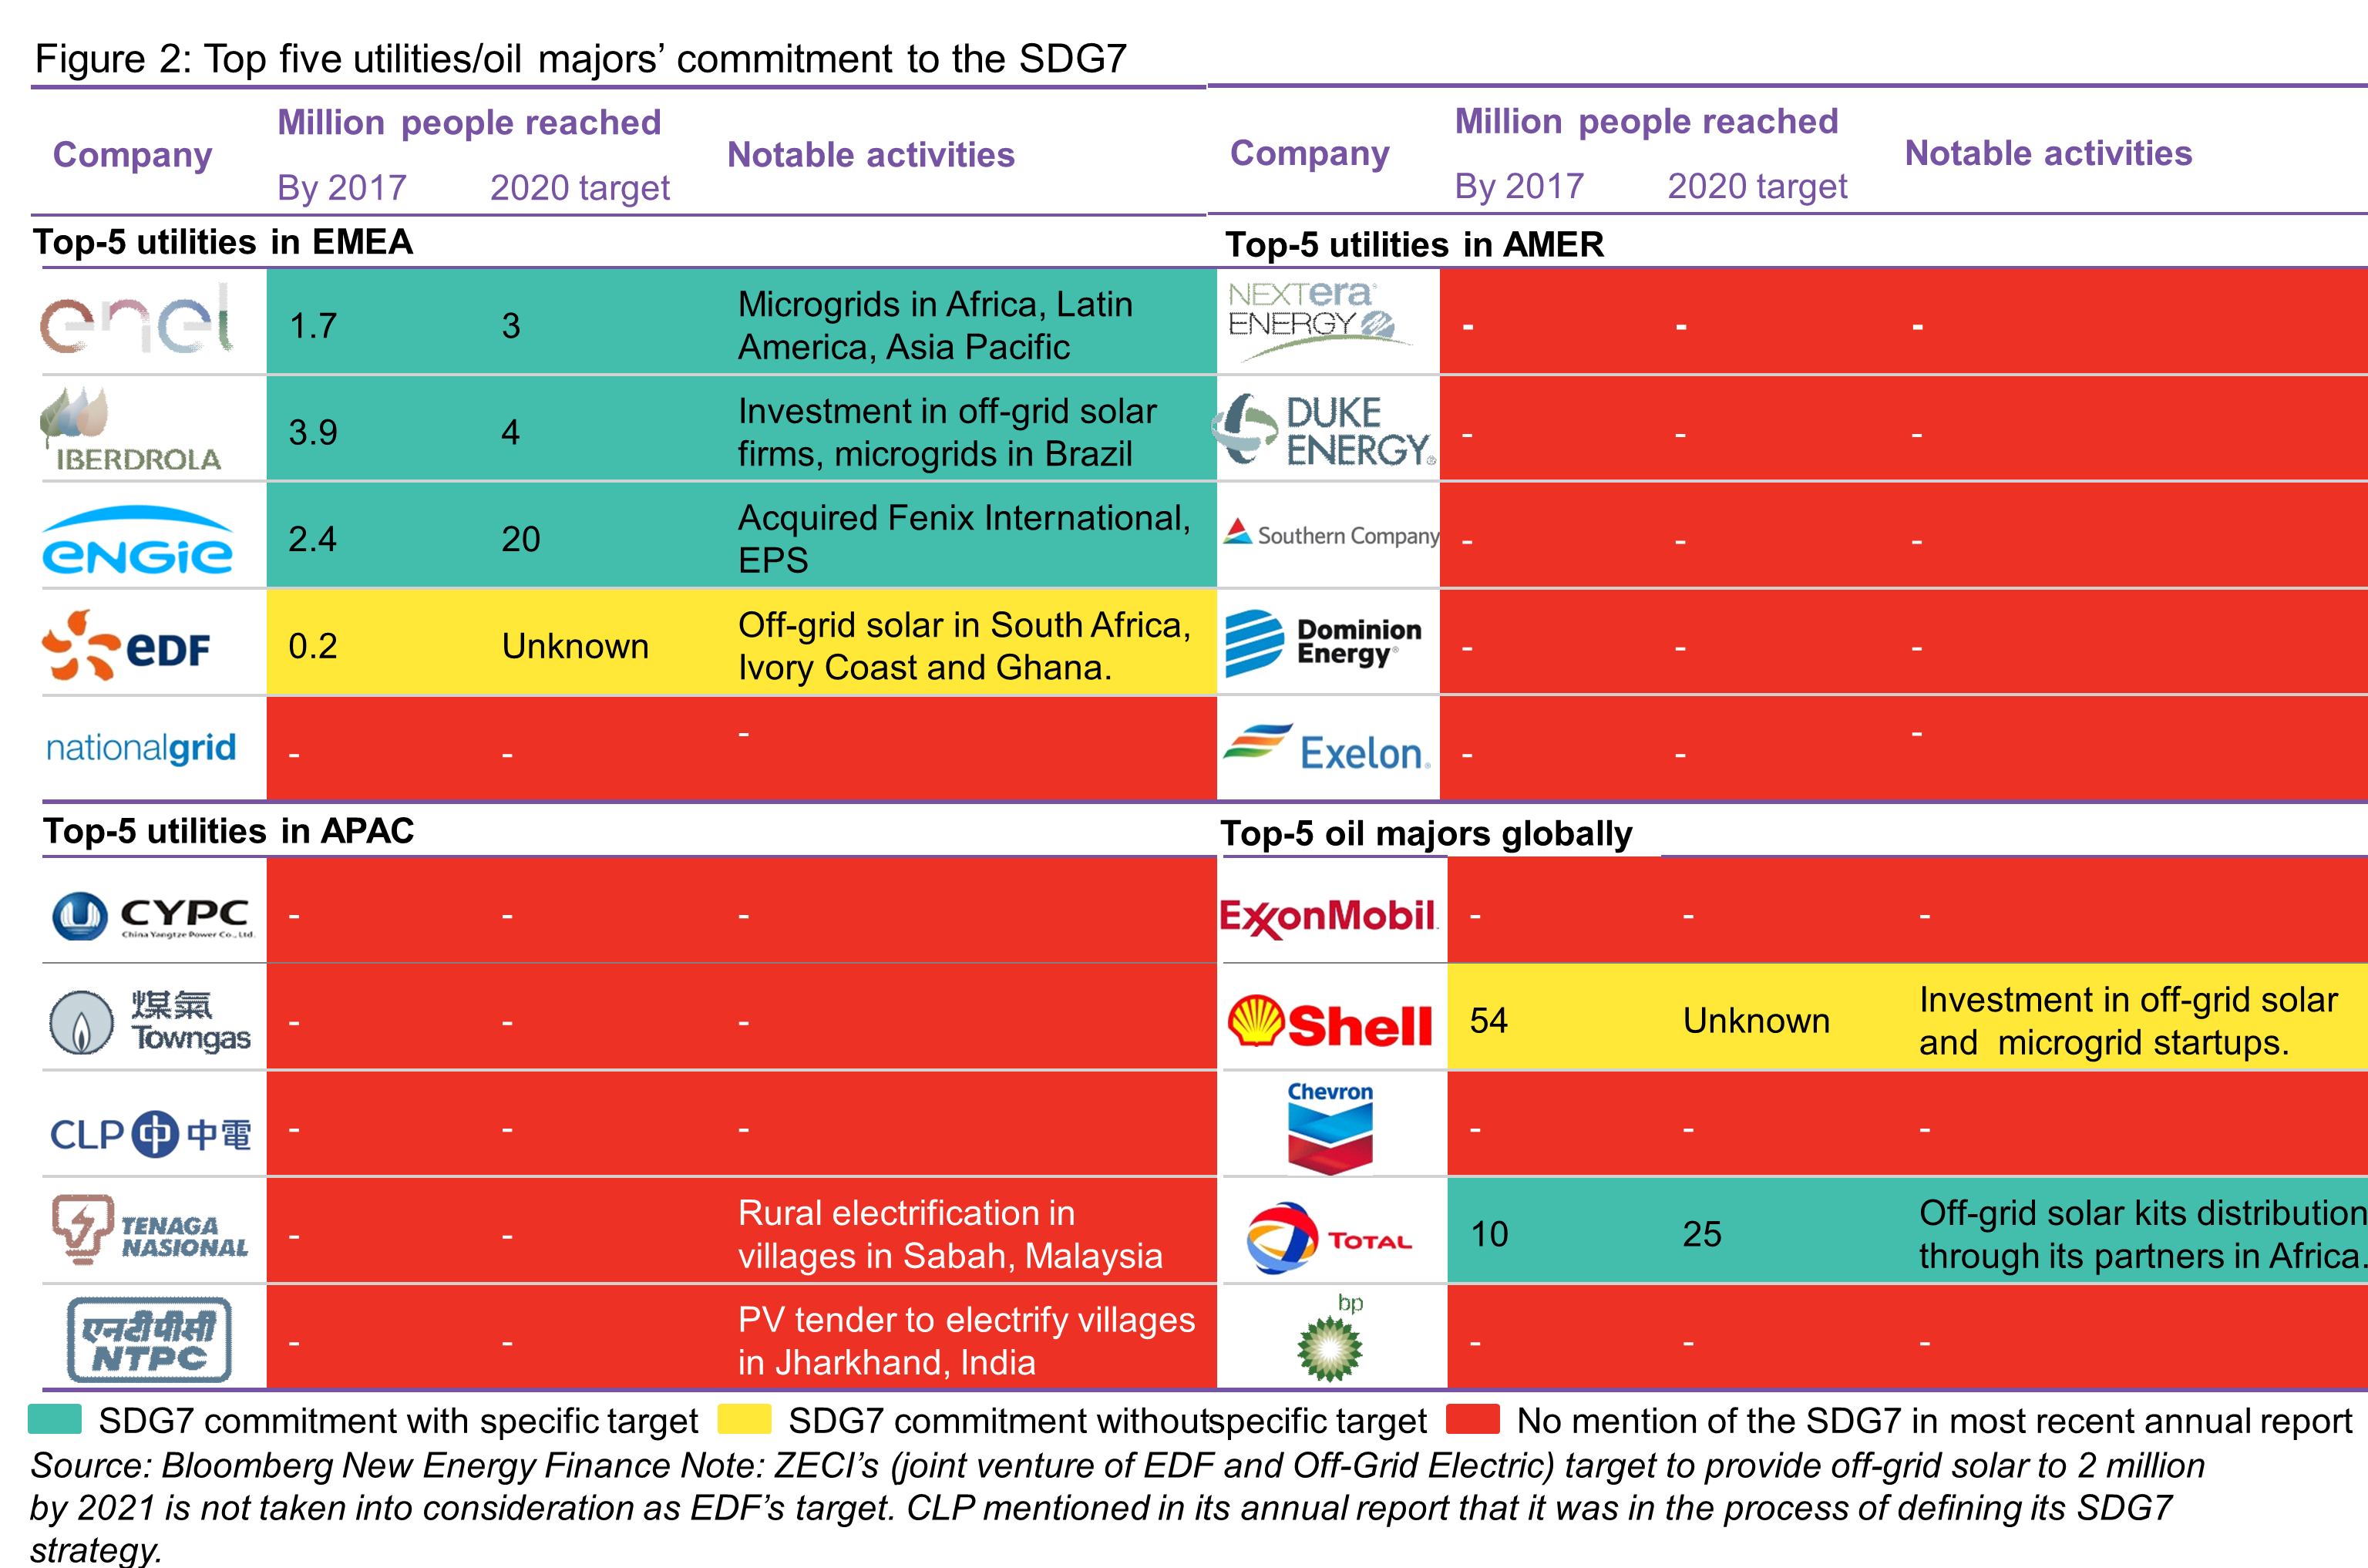 Figure 2: Top five utilities/oil majors’ commitment to the SDG7
Company
Million people reached
By 2017
2020 target
Notable activities
Company
Million people reached
By 2017
2020 target
Notable activities
Top-5 utilities in EMEA
enel
1.7
3
Microgrids in Africa, Latin
America, Asia Pacific
IBERDROLA
3.9
4
Investment in off-grid solar
firms, microgrids in Brazil
ENGIE
2.4
20
Acquired Fenix International,
EPS
eDF
0.2
Unknown
Off-grid solar in South Africa,
Ivory Coast and Ghana.
nationalgrid
-
-
-
Top-5 utilities in AMER
NEXTera
ENERGY
-
-
-
DUKE
ENERGY®
-
-
-
Southern Company
-
-
-
Dominion
Energy®
-
-
-
Exelon®
-
-
-
Top-5 utilities in APAC
CYPC
China Yangtze Power Co., Ltd.
-
-
-
煤氣
Towngas
-
-
-
CLP 中電
-
-
-
TENAGA
NASIONAL
-
-
Rural electrification in
villages in Sabah, Malaysia
एनटीपीसी
NTPC
-
-
PV tender to electrify villages
in Jharkhand, India
Top-5 oil majors globally
ExxonMobil
-
-
-
Shell
54
Unknown
Investment in off-grid solar
and microgrid startups.
Chevron
-
-
-
TOTAL
10
25
Off-grid solar kits distribution
through its partners in Africa.
bp
-
-
-
SDG7 commitment with specific target
SDG7 commitment withoutspecific target
No mention of the SDG7 in most recent annual report
Source: Bloomberg New Energy Finance Note: ZECI’s (joint venture of EDF and Off-Grid Electric) target to provide off-grid solar to 2 million
by 2021 is not taken into consideration as EDF’s target. CLP mentioned in its annual report that it was in the process of defining its SDG7
strategy.